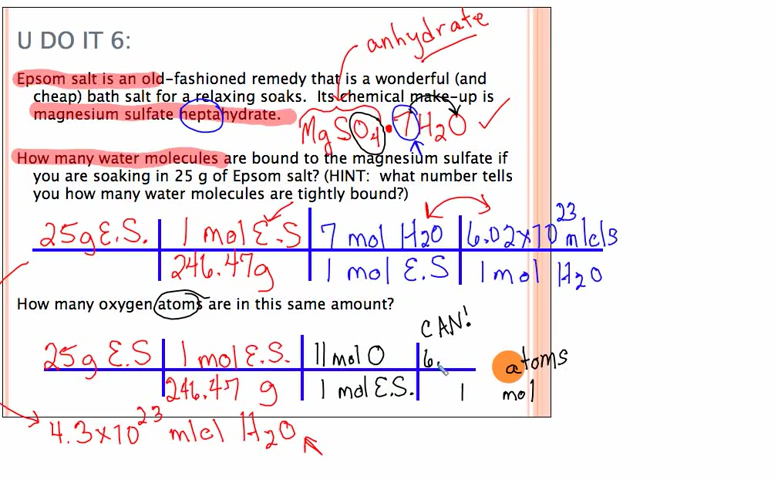 U DO IT 6:
anhydrate
Epsom salt is an old-fashioned remedy that is a wonderful (and
cheap) bath salt for a relaxing soaks. Its chemical make-up is
magnesium sulfate heptahydrate.
MgSO4 • 7H2O
How many water molecules are bound to the magnesium sulfate if
you are soaking in 25 g of Epsom salt? (HINT: what number tells
you how many water molecules are tightly bound?)
25g E.S. 1 mol E.S 7 mol H2O 6.02x10^23 mlcls
246.47g 1 mol E.S 1 mol H2O
How many oxygen atoms are in this same amount?
CAN!
25g E.S 1 mol E.S. 11 mol O 6. atoms
246.47 g 1 mol E.S. 1 mol
4.3x10^23 mlcl H2O